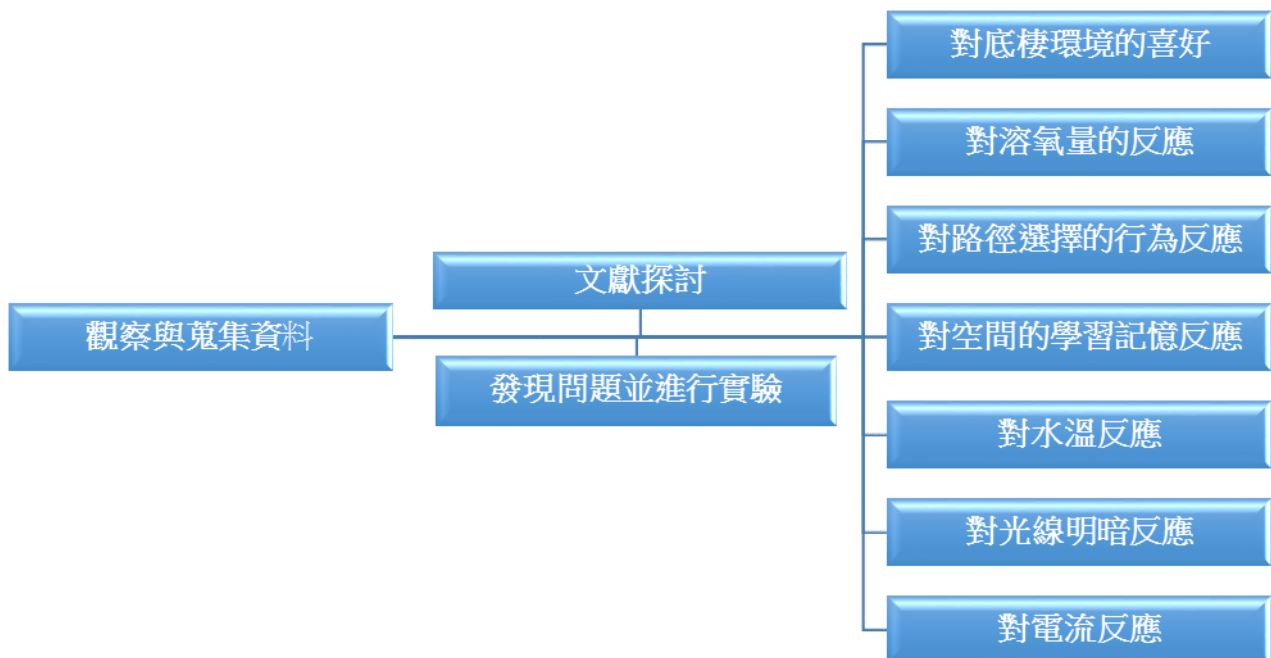 觀察與蒐集資料
文獻探討
發現問題並進行實驗
對底棲環境的喜好
對溶氧量的反應
對路徑選擇的行為反應
對空間的學習記憶反應
對水溫反應
對光線明暗反應
對電流反應